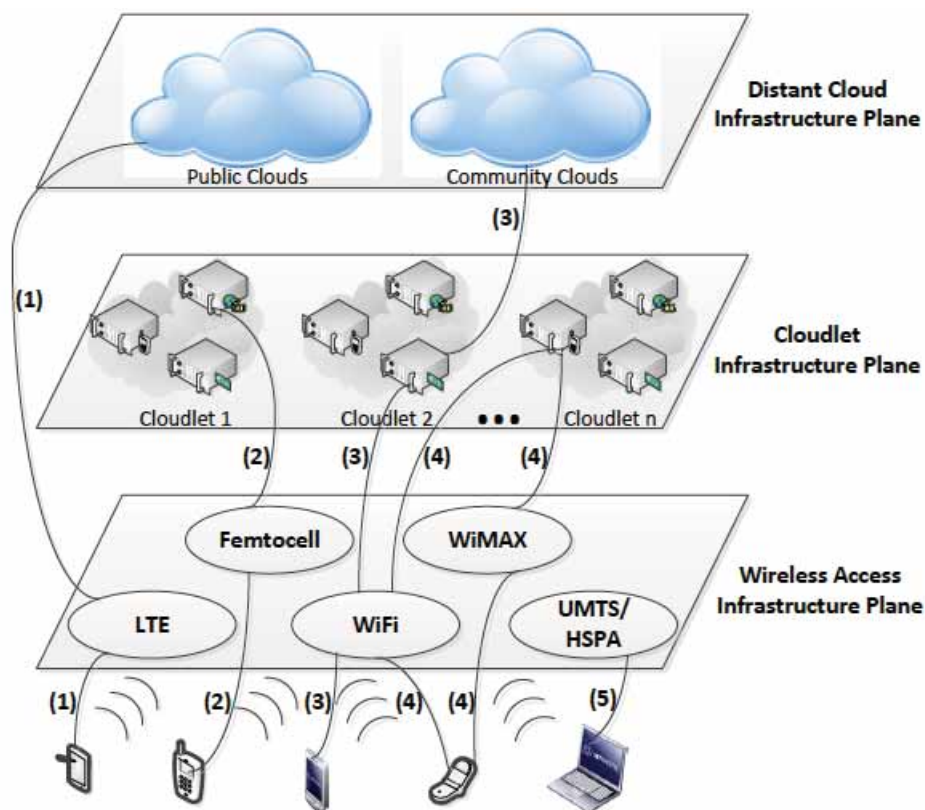 Distant Cloud
Infrastructure Plane
Public Clouds
Community Clouds
(3)
(1)
Cloudlet
Infrastructure Plane
Cloudlet 1
Cloudlet 2
Cloudlet n
(2)
(3)
(4)
(4)
Femtocell
WiMAX
Wireless Access
Infrastructure Plane
LTE
WiFi
UMTS/
HSPA
(1)
(2)
(3)
(4)
(4)
(5)